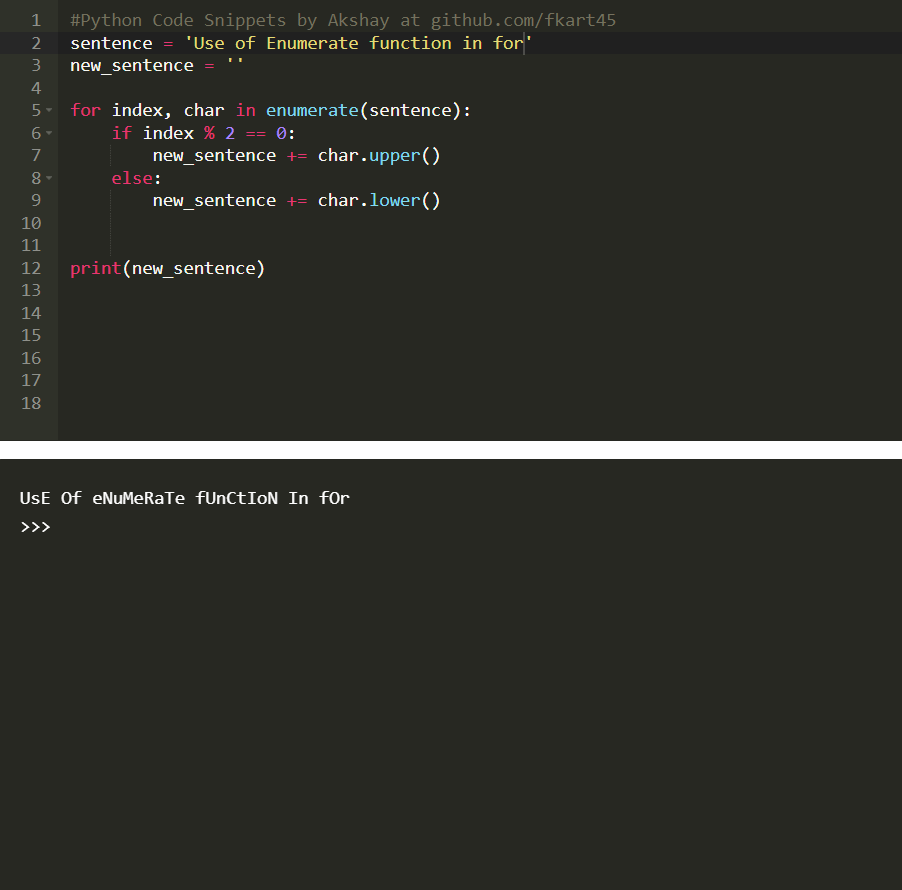 1 #Python Code Snippets by Akshay at github.com/fkart45
2 sentence = 'Use of Enumerate function in for'
3 new_sentence = ''
4
5 for index, char in enumerate(sentence):
6     if index % 2 == 0:
7         new_sentence += char.upper()
8     else:
9         new_sentence += char.lower()
10
11
12 print(new_sentence)
13
14
15
16
17
18
UsE Of eNuMeRaTe fUnCtIoN In fOr
>>>